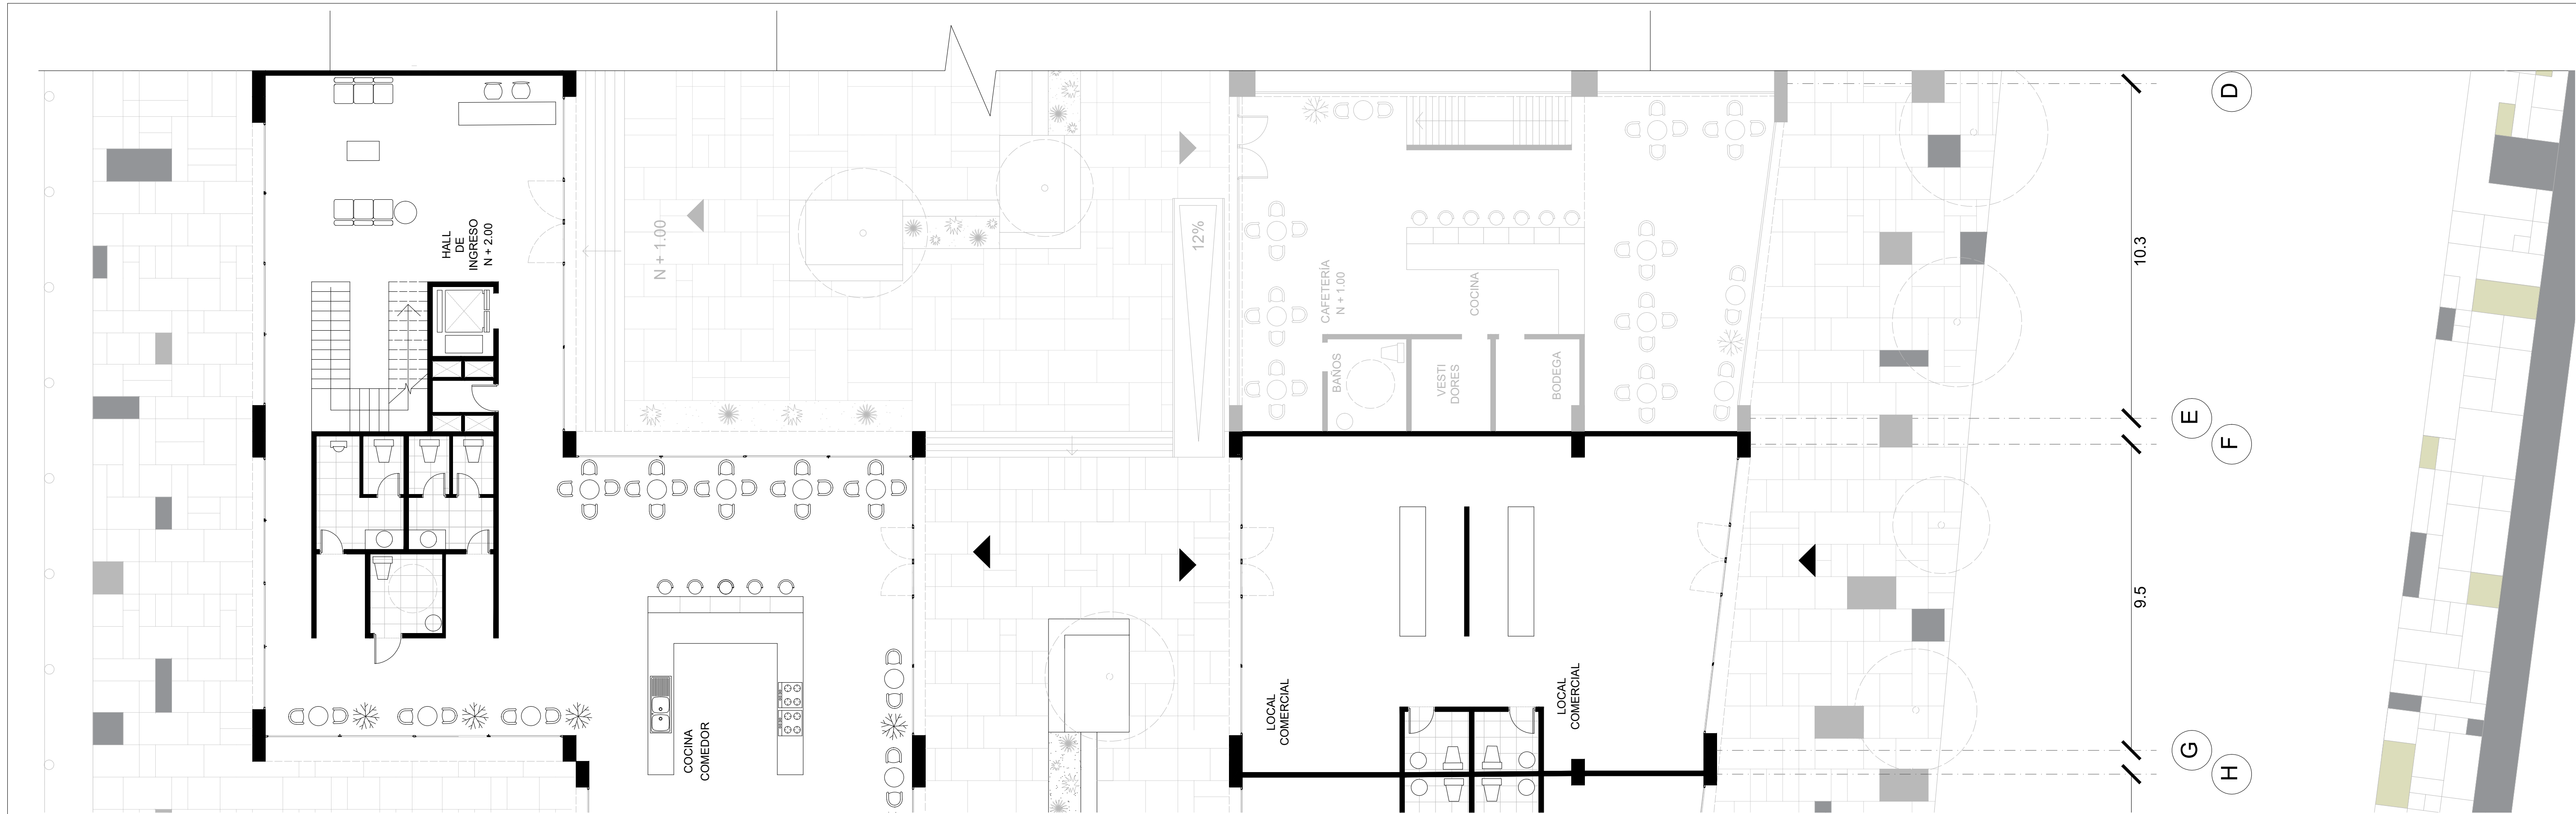 HALL
DE
INGRESO
N + 2.00
N + 1.00
12%
CAFETERÍA
N + 1.00
COCINA
BAÑOS
VESTI
DORES
BODEGA
COCINA
COMEDOR
LOCAL
COMERCIAL
LOCAL
COMERCIAL
D
10.3
E
F
9.5
G
H